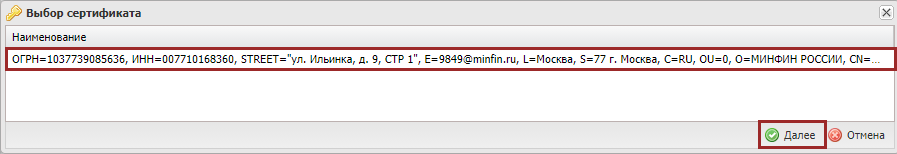 Выбор сертификата
Наименование
ОГРН=1037739085636, ИНН=007710168360, STREET="ул. Ильинка, д. 9, СТР 1", E=9849@minfin.ru, L=Москва, S=77 г. Москва, C=RU, OU=0, O=МИНФИН РОССИИ, CN=...
Далее Отмена